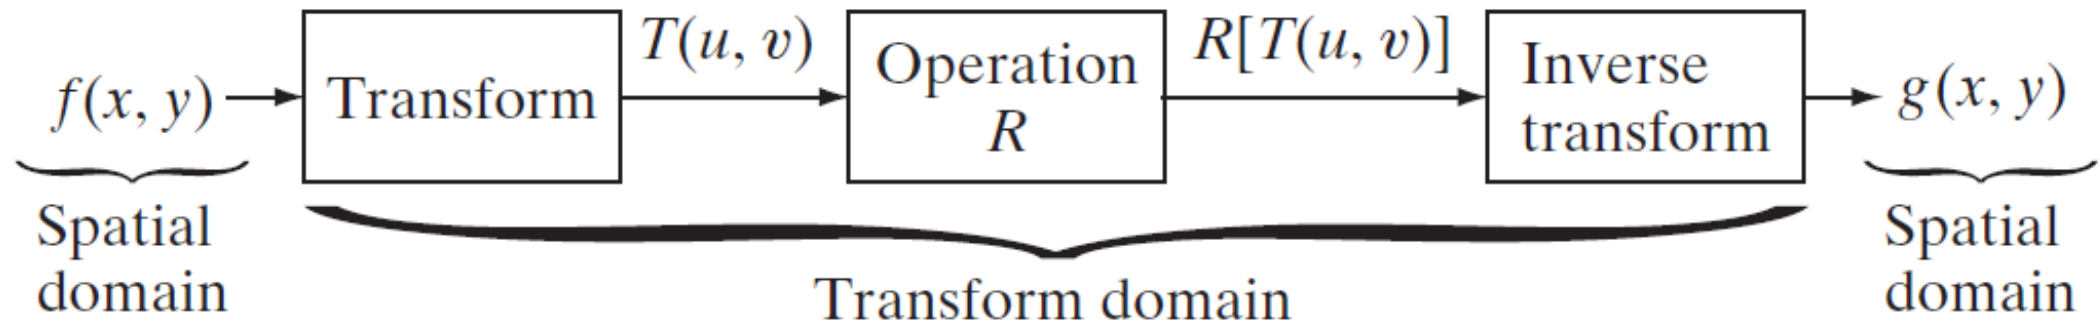 f(x, y)
Transform
T(u, v)
Operation
R
R[T(u, v)]
Inverse
transform
g(x, y)
Spatial
domain
Transform domain
Spatial
domain